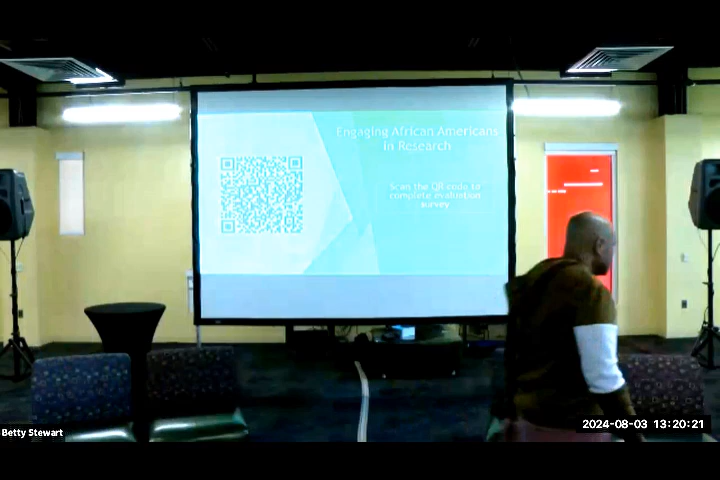 Engaging African Americans
in Research
Scan the QR code to
complete evaluation
survey
Betty Stewart
2024-08-03 13:20:21